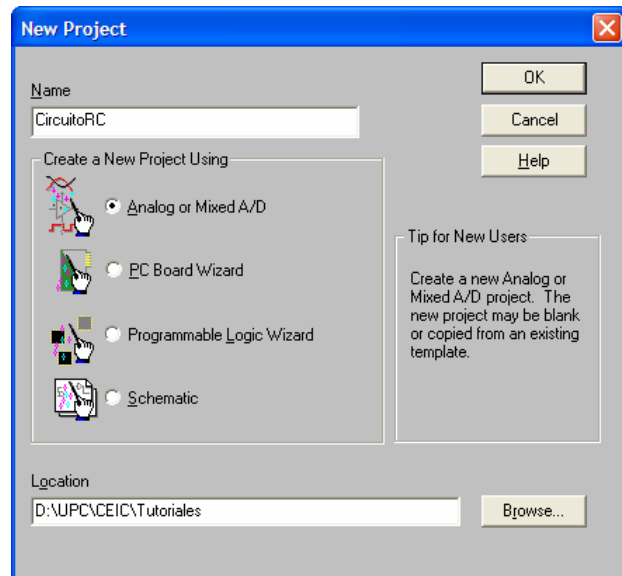 New Project
Name
CircuitoRC
OK
Cancel
Help
Create a New Project Using
Analog or Mixed A/D
PC Board Wizard
Programmable Logic Wizard
Schematic
Tip for New Users
Create a new Analog or
Mixed A/D project. The
new project may be blank
or copied from an existing
template.
Location
D:\UPC\CEIC\Tutoriales
Browse...